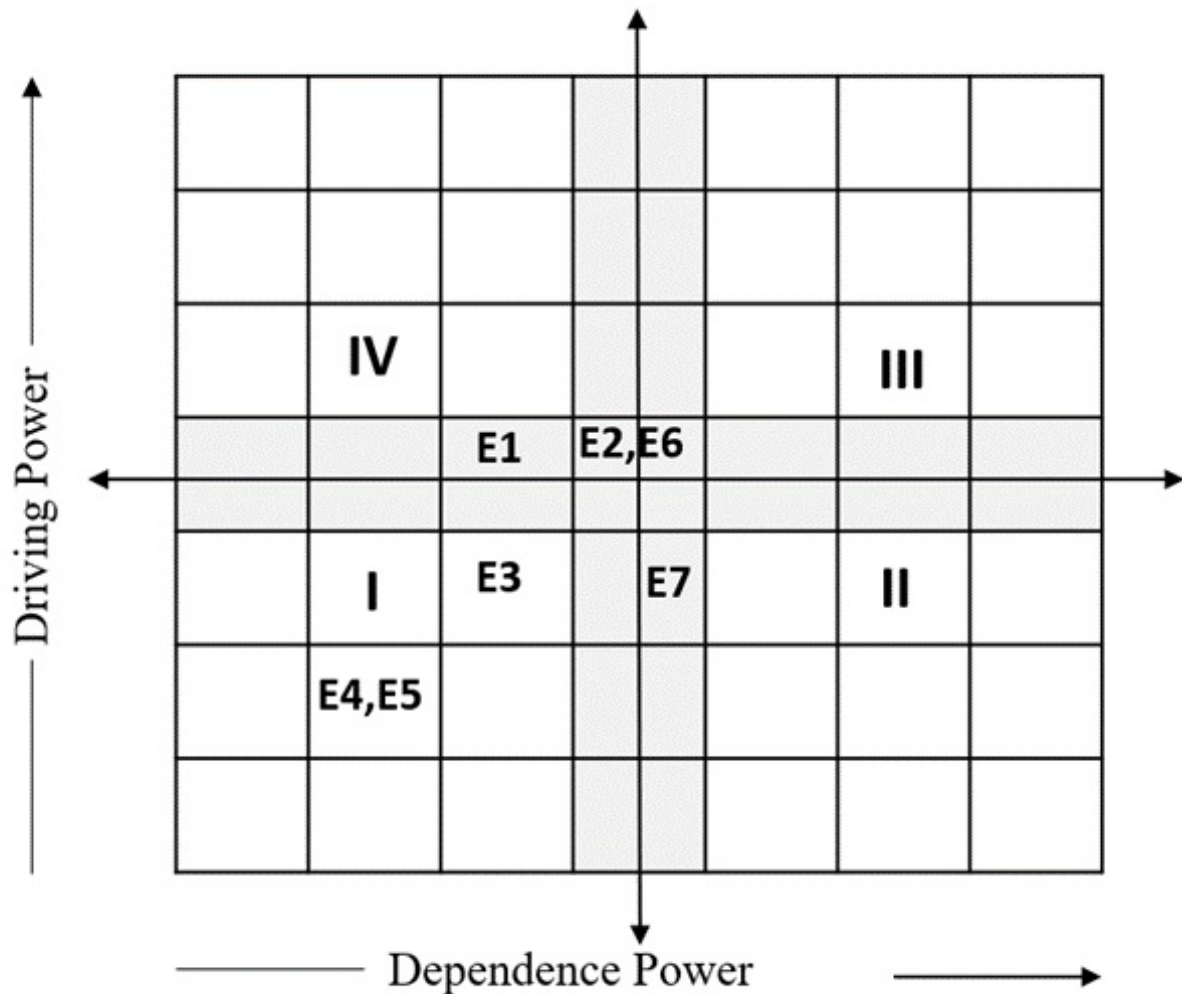 Driving Power
IV
III
E1
E2,E6
I
E3
E7
II
E4,E5
Dependence Power